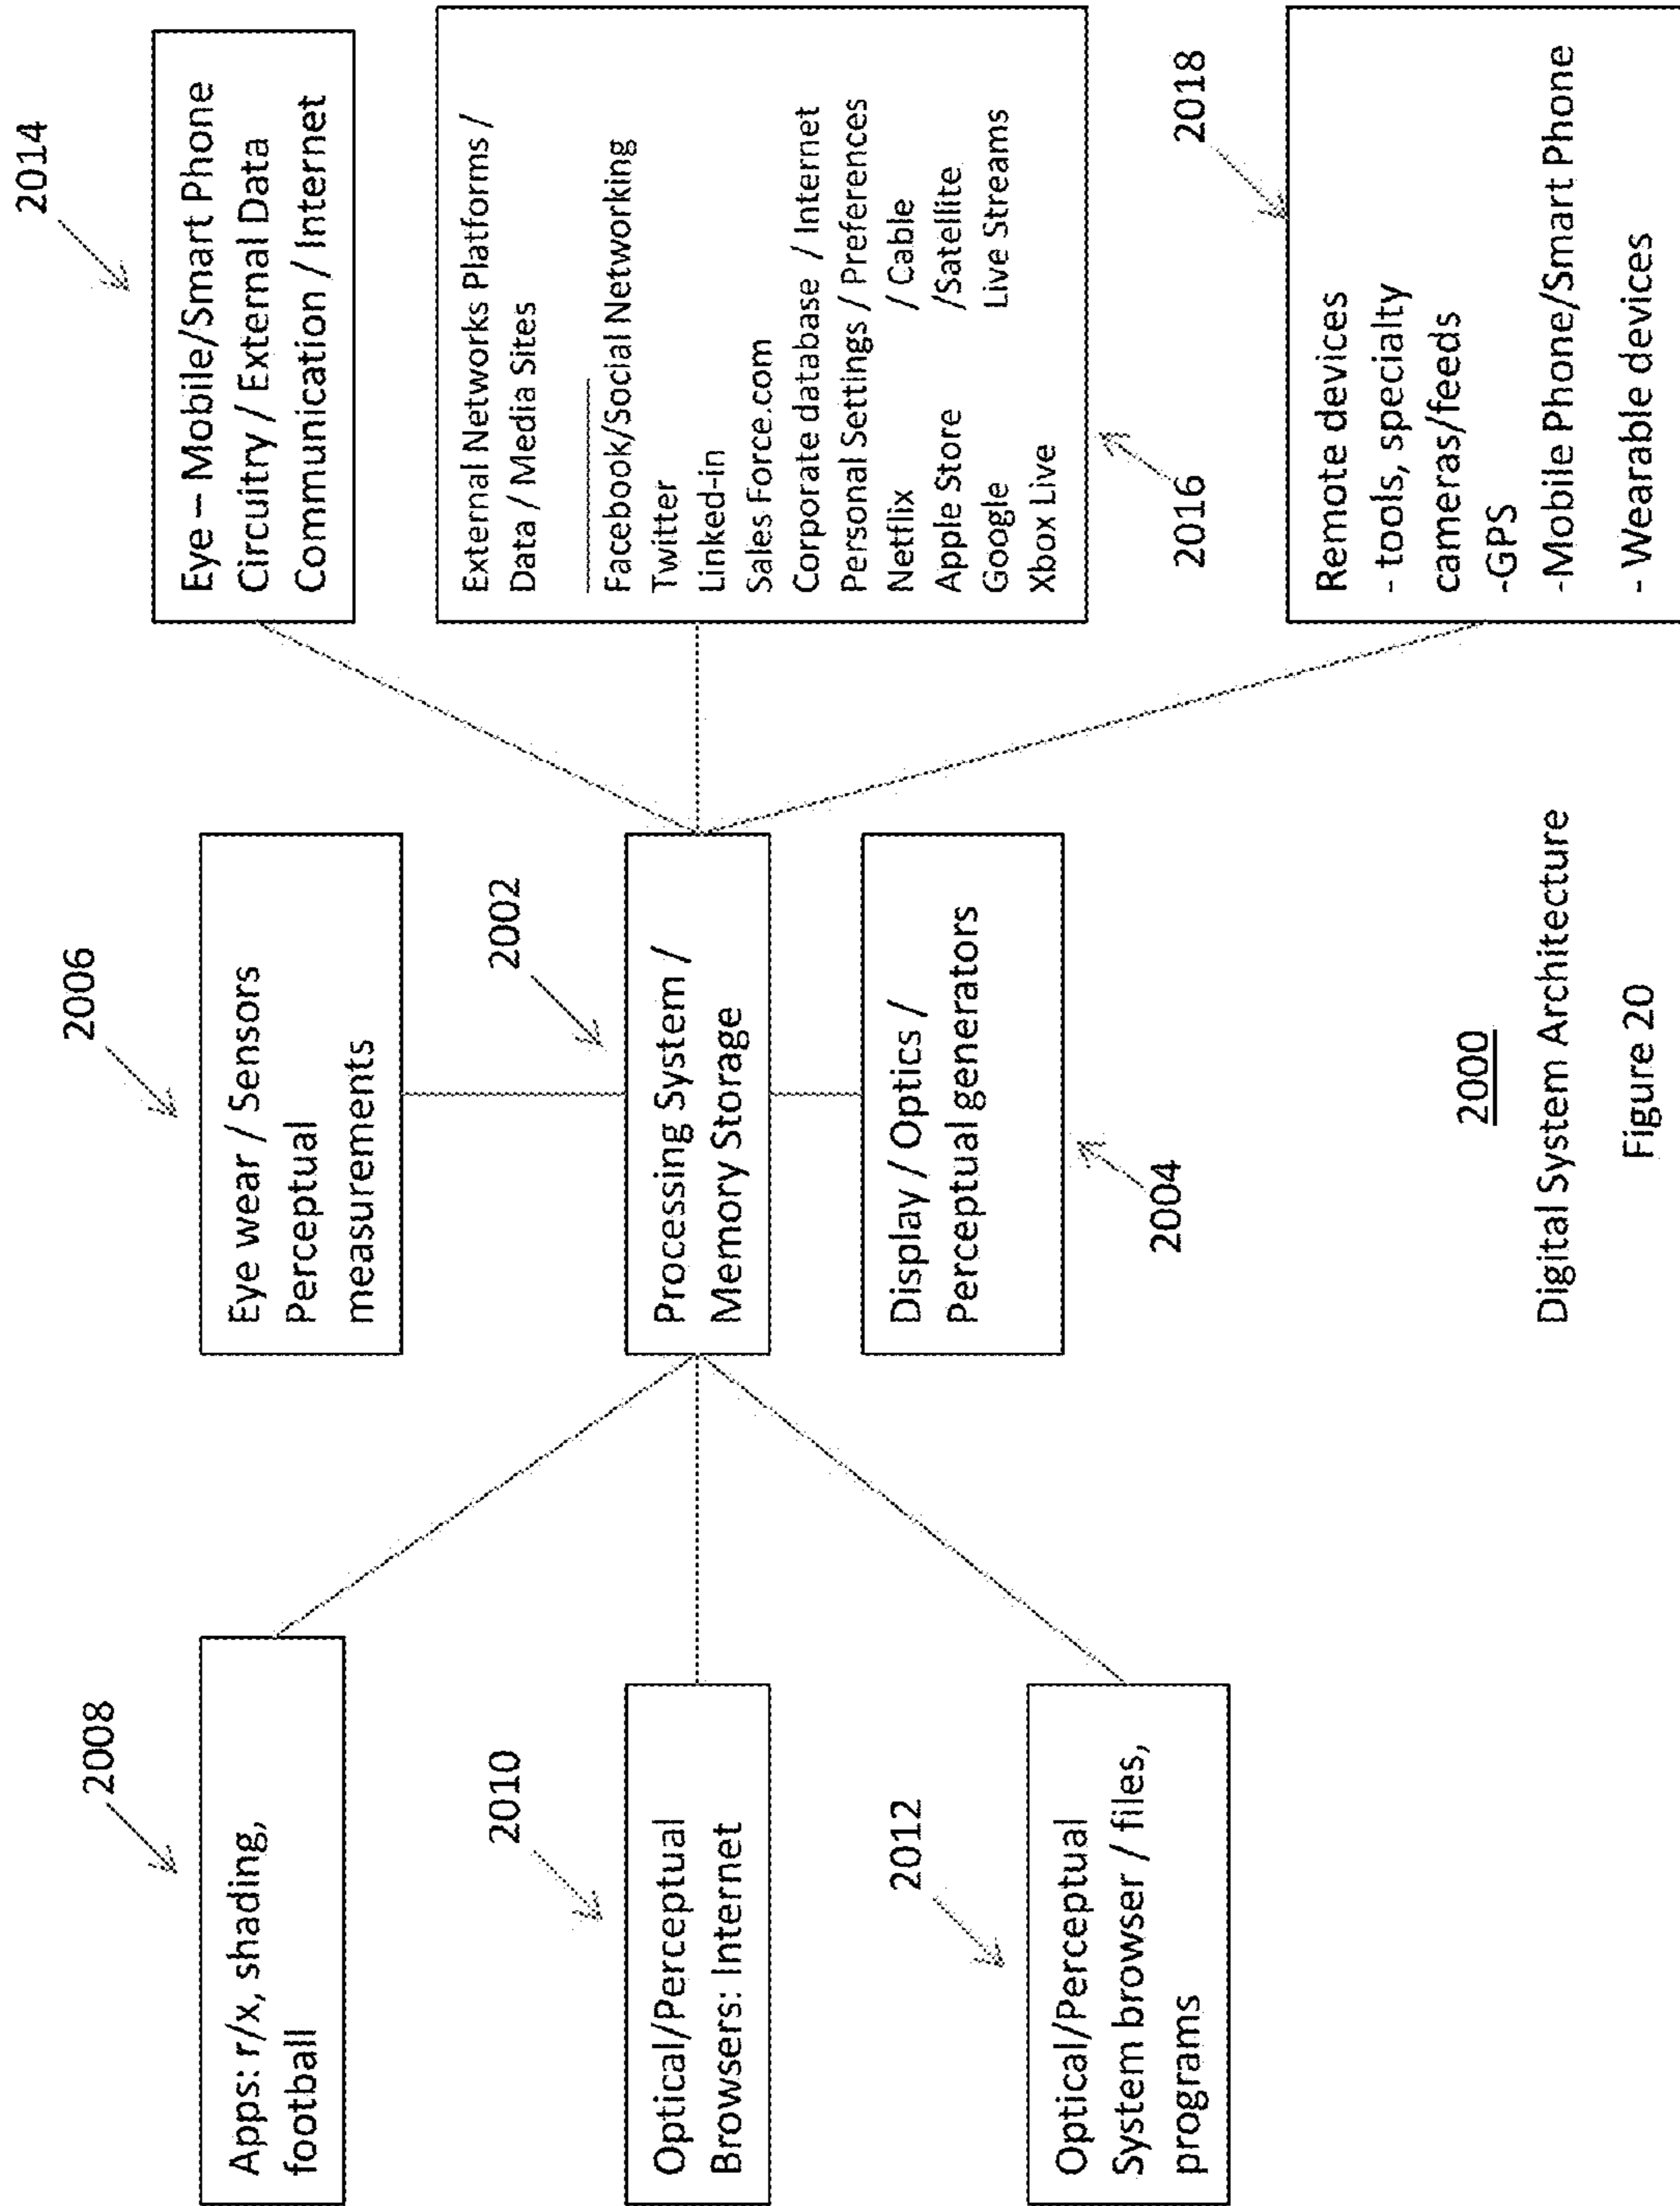 2008
Apps: r/x, shading,
football
2010
Optical/Perceptual
Browsers: Internet
2012
Optical/Perceptual
System browser / files,
programs
2006
Eye wear / Sensors
Perceptual
measurements
2002
Processing System /
Memory Storage
Display / Optics /
Perceptual generators
2004
2014
Eye – Mobile/Smart Phone
Circuitry / External Data
Communication / Internet
External Networks Platforms /
Data / Media Sites
Facebook/Social Networking
Twitter
Linked-in
Sales Force.com
Corporate database / Internet
Personal Settings / Preferences
Netflix / Cable
Apple Store /Satellite
Google Live Streams
Xbox Live
2016
2018
Remote devices
- tools, specialty
cameras/feeds
-GPS
-Mobile Phone/Smart Phone
- Wearable devices
2000
Digital System Architecture
Figure 20